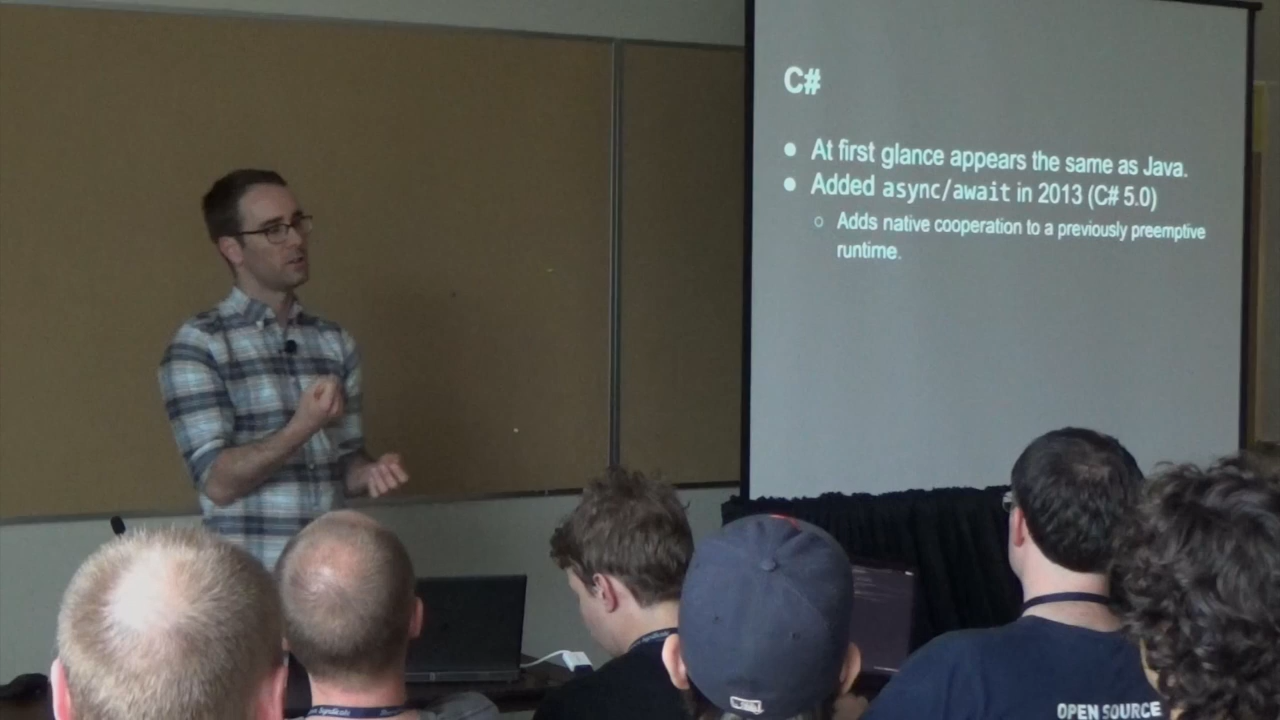 C#
● At first glance appears the same as Java.
● Added async/await in 2013 (C# 5.0)
○ Adds native cooperation to a previously preemptive
runtime.
OPEN SOURCE